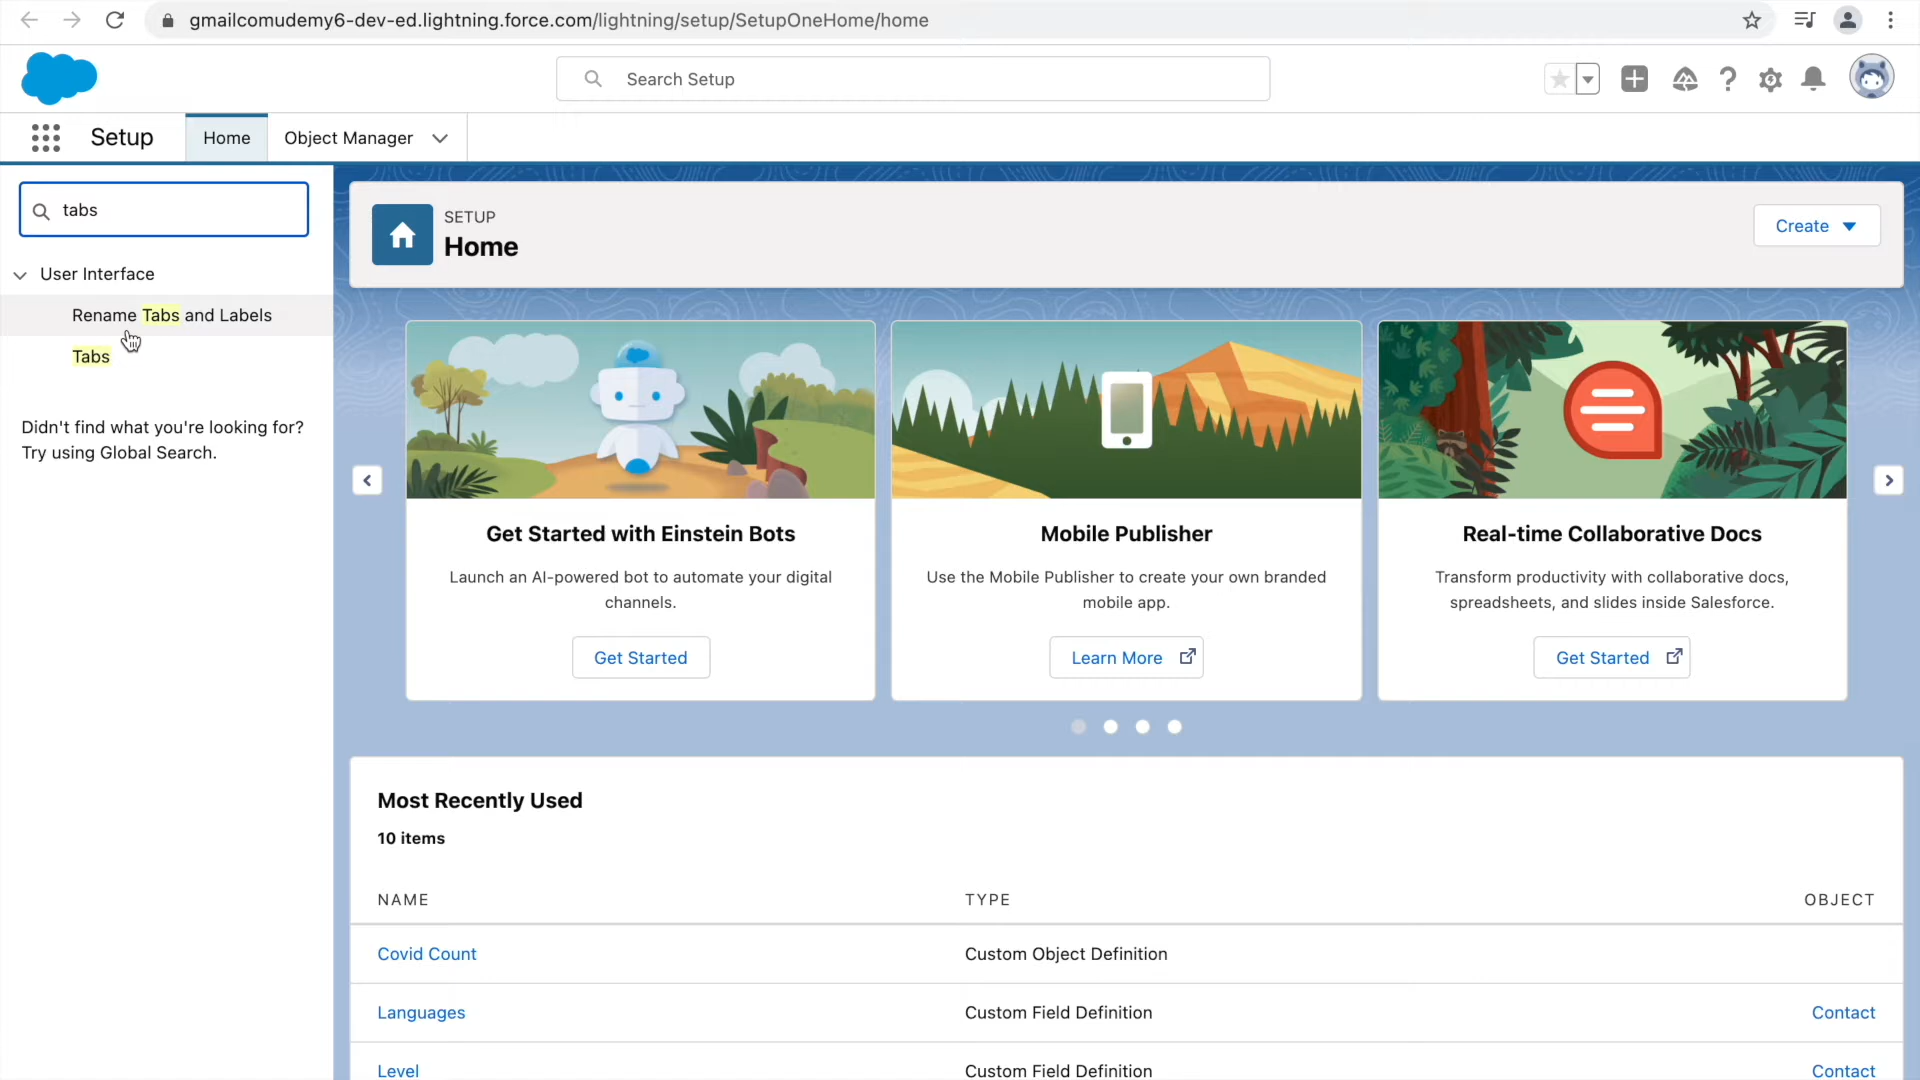 gmailcomudemy6-dev-ed.lightning.force.com/lightning/setup/SetupOneHome/home
Search Setup
Setup
Home
Object Manager
tabs
User Interface
Rename Tabs and Labels
Tabs
Didn't find what you're looking for?
Try using Global Search.
SETUP
Home
Create
Get Started with Einstein Bots
Launch an AI-powered bot to automate your digital
channels.
Get Started
Mobile Publisher
Use the Mobile Publisher to create your own branded
mobile app.
Learn More
Real-time Collaborative Docs
Transform productivity with collaborative docs,
spreadsheets, and slides inside Salesforce.
Get Started
Most Recently Used
10 items
NAME TYPE OBJECT
Covid Count Custom Object Definition
Languages Custom Field Definition Contact
Level Custom Field Definition Contact